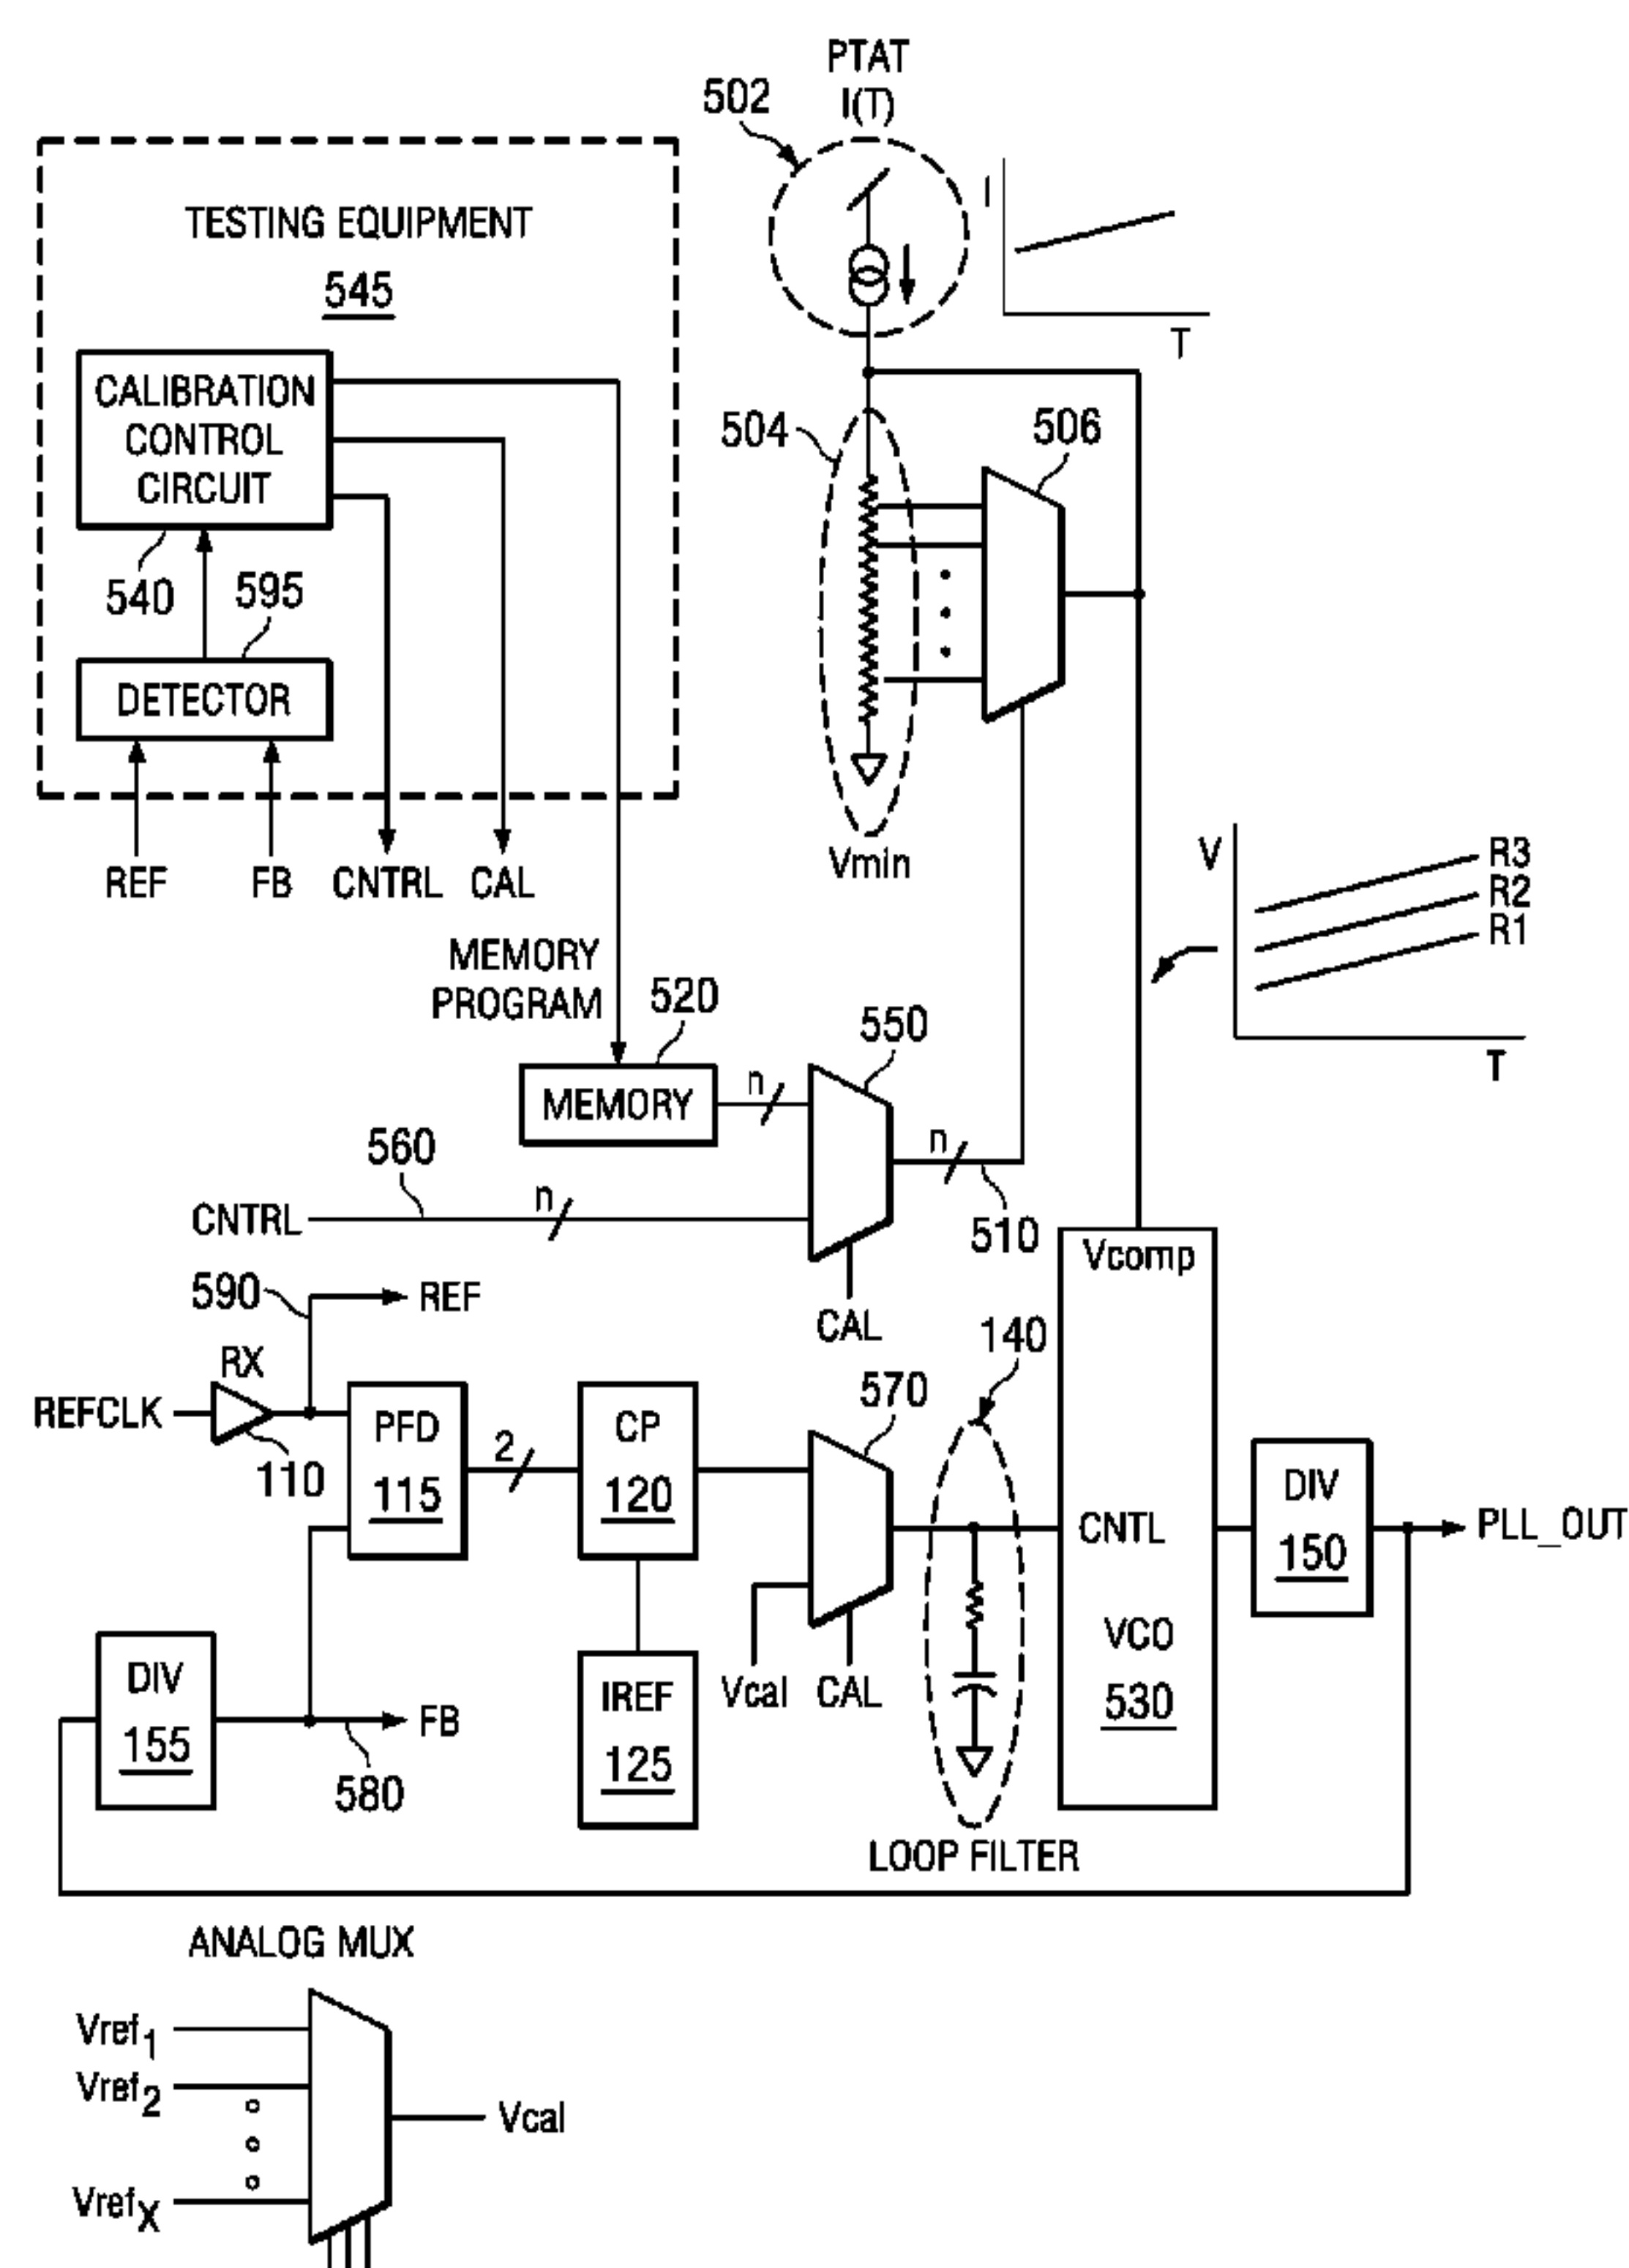 PTAT
I(T)
502
I
T
TESTING EQUIPMENT
545
CALIBRATION
CONTROL
CIRCUIT
540
595
DETECTOR
REF
FB
CNTRL
CAL
504
506
Vmin
V
R3
R2
R1
T
MEMORY
PROGRAM
520
MEMORY
n
550
n
510
560
CNTRL
n
CAL
Vcomp
590
REF
RX
REFCLK
110
PFD
115
2
CP
120
570
140
CNTL
VCO
530
DIV
150
PLL_OUT
DIV
155
FB
580
IREF
125
Vcal
CAL
LOOP FILTER
ANALOG MUX
Vref1
Vref2
VrefX
Vcal